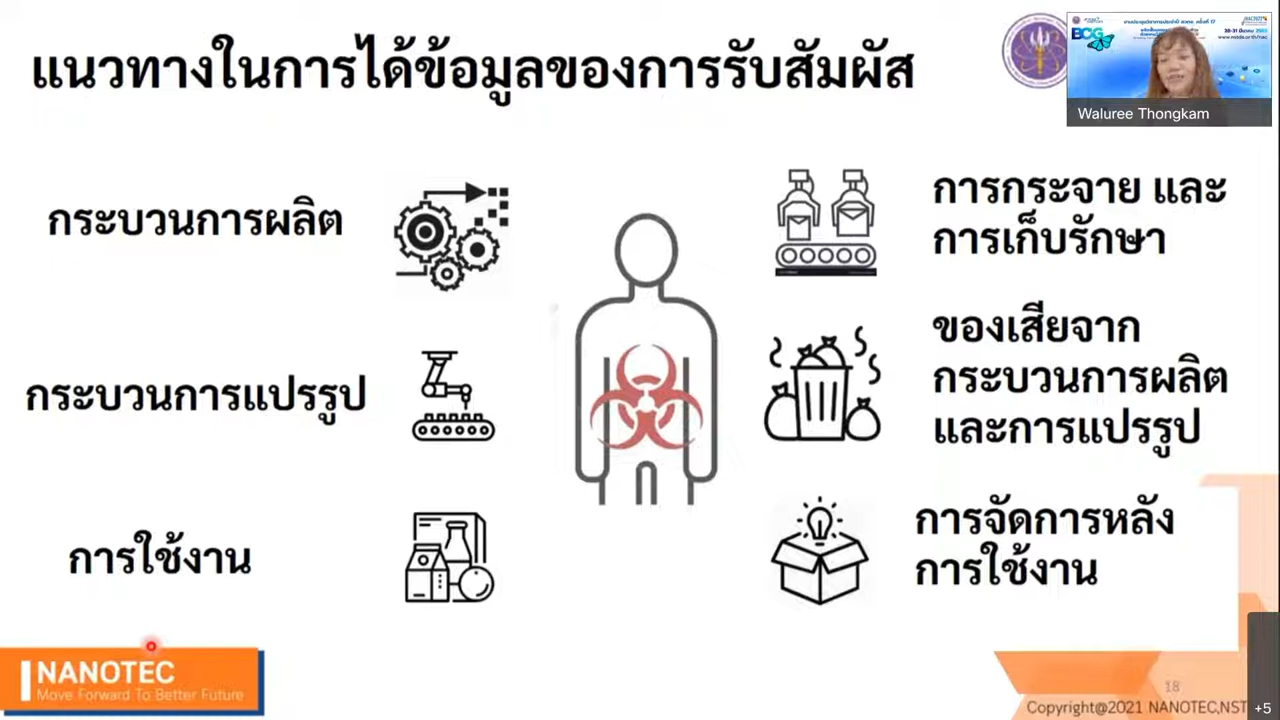 แนวทางในการได้ข้อมูลของการรับสัมผัส
BCG
Waluree Thongkam
กระบวนการผลิต
การกระจาย และ
การเก็บรักษา
กระบวนการแปรรูป
ของเสียจาก
กระบวนการผลิต
และการแปรรูป
การใช้งาน
การจัดการหลัง
การใช้งาน
NANOTEC
Move Forward To Better Future
18
Copyright@2021 NANOTEC,NST
+5